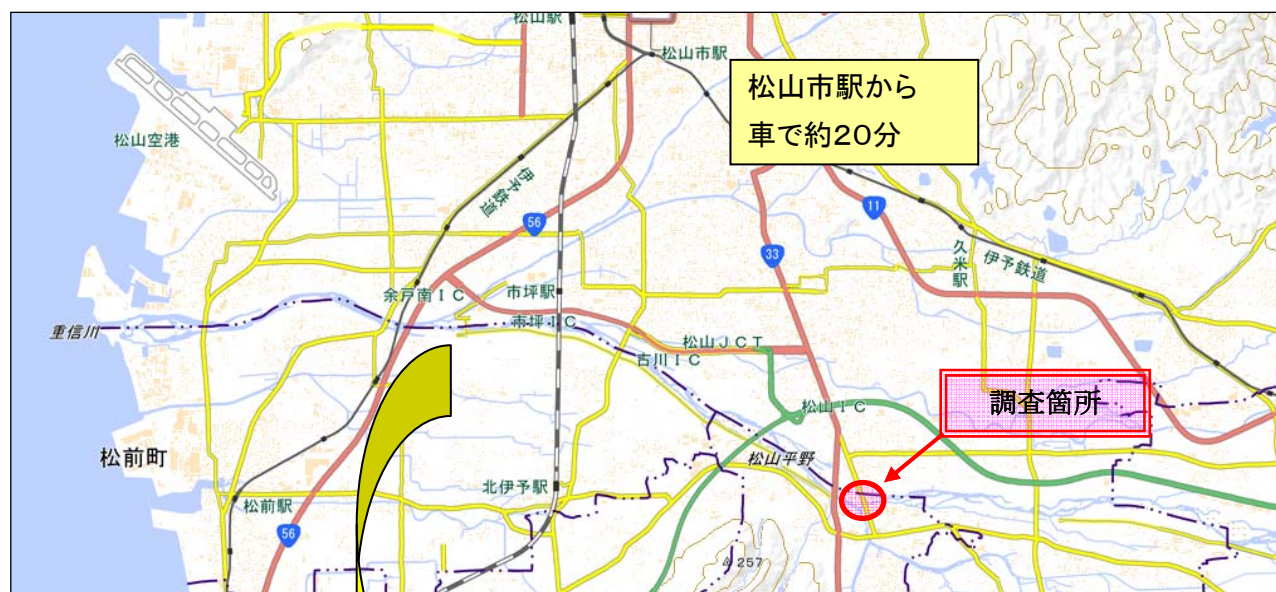 松山駅
松山市駅
松山市駅から
車で約20分
松山空港
伊予鉄道
56
11
33
久米駅
伊予鉄道
余戸南IC
市坪駅
重信川
市坪IC
松山JCT
古川IC
調査箇所
松山IC
松前町
松山平野
北伊予駅
松前駅
56
257